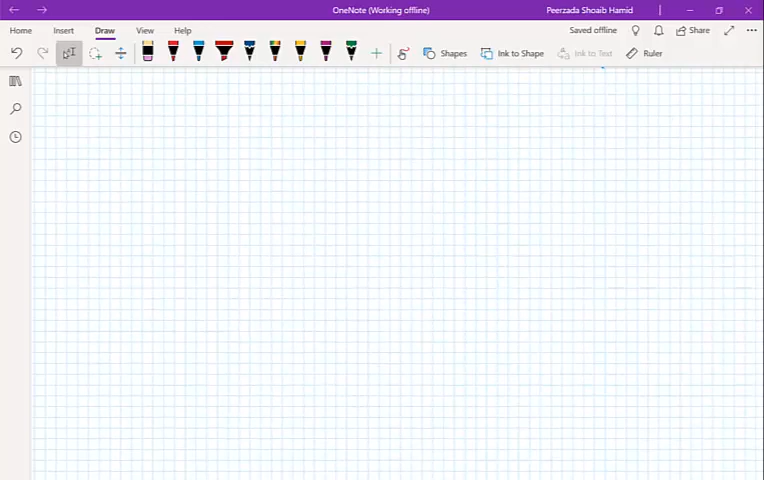 OneNote (Working offline)
Peerzada Shoaib Hamid
Home Insert Draw View Help
Saved offline
Share
Shapes
Ink to Shape
Ink to Text
Ruler